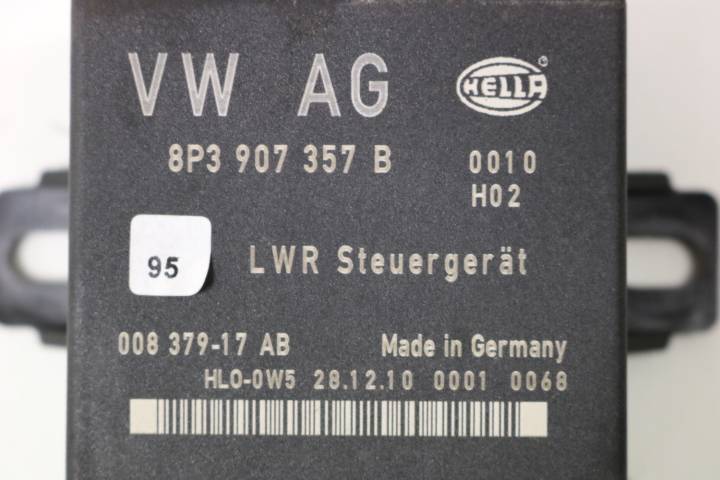 VW AG HELLA
8P3 907 357 B 0010
H02
95 LWR Steuergerät
008 379-17 AB Made in Germany
HLO-0W5 28.12.10 0001 0068